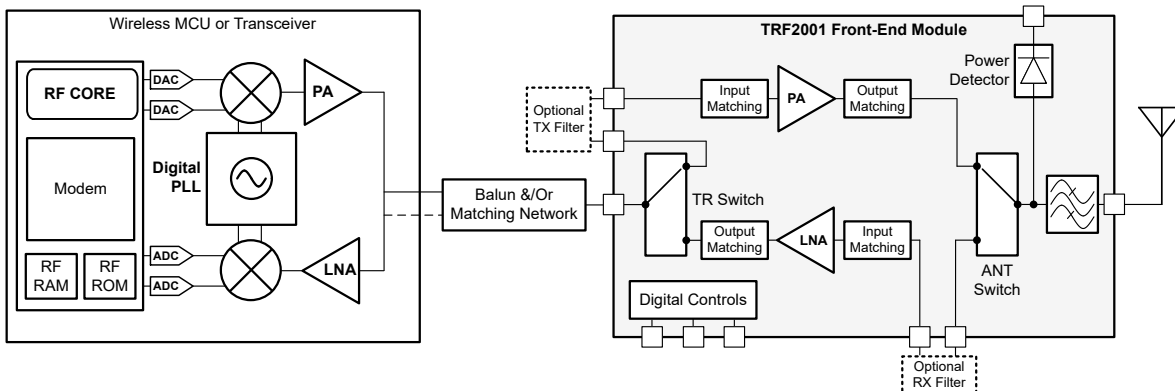 Wireless MCU or Transceiver
RF CORE
DAC
DAC
PA
Modem
Digital
PLL
RF
RAM
RF
ROM
ADC
ADC
LNA
Balun &/Or
Matching Network
TRF2001 Front-End Module
Optional
TX Filter
Input
Matching
PA
Output
Matching
Power
Detector
TR Switch
Output
Matching
LNA
Input
Matching
ANT
Switch
Digital Controls
Optional
RX Filter